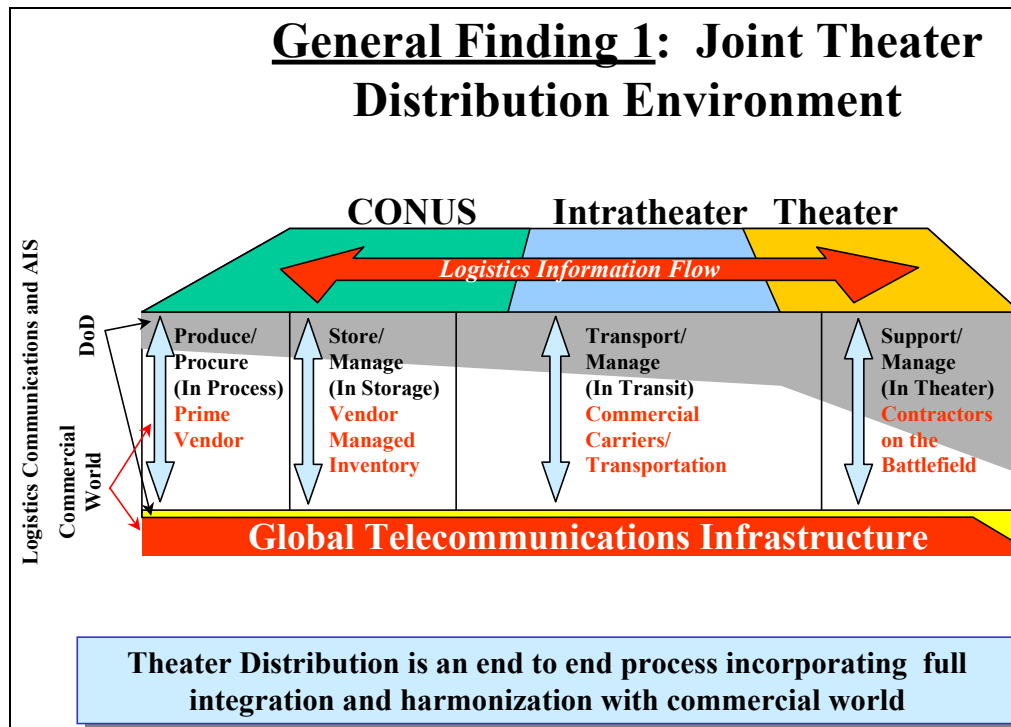 General Finding 1:  Joint Theater
Distribution Environment
CONUS
Intratheater
Theater
Logistics Information Flow
Logistics Communications and AIS
DoD
Commercial
World
Produce/
Procure
(In Process)
Prime
Vendor
Store/
Manage
(In Storage)
Vendor
Managed
Inventory
Transport/
Manage
(In Transit)
Commercial
Carriers/
Transportation
Support/
Manage
(In Theater)
Contractors
on the
Battlefield
Global Telecommunications Infrastructure
Theater Distribution is an end to end process incorporating  full
integration and harmonization with commercial world